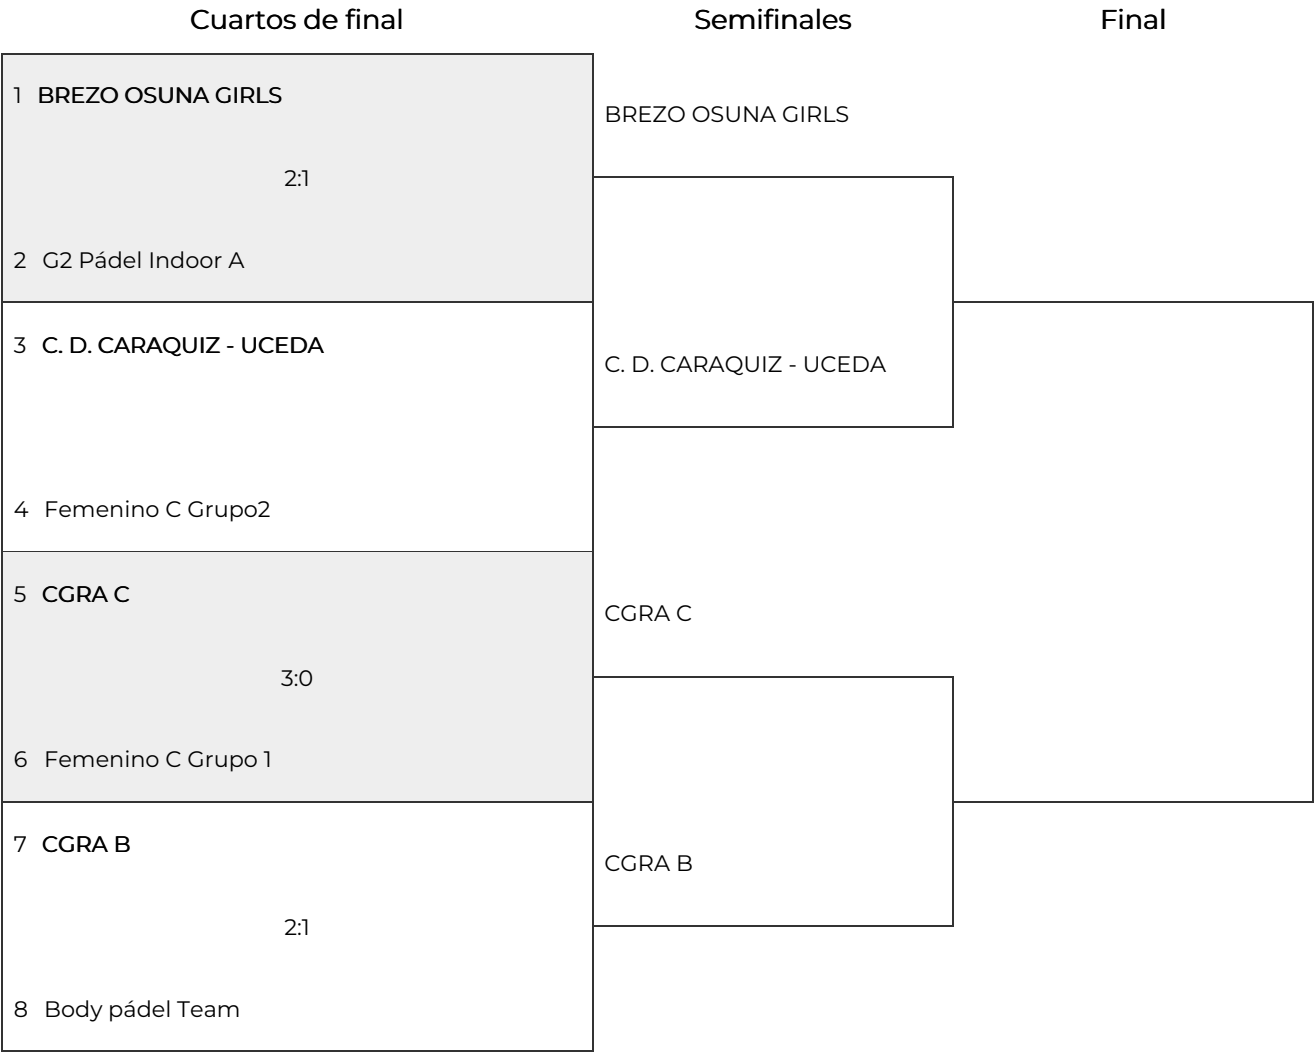 Cuartos de final
Semifinales
Final
1 BREZO OSUNA GIRLS
2:1
2 G2 Pádel Indoor A
3 C. D. CARAQUIZ - UCEDA
4 Femenino C Grupo2
5 CGRA C
3:0
6 Femenino C Grupo 1
7 CGRA B
2:1
8 Body pádel Team
BREZO OSUNA GIRLS
C. D. CARAQUIZ - UCEDA
CGRA C
CGRA B